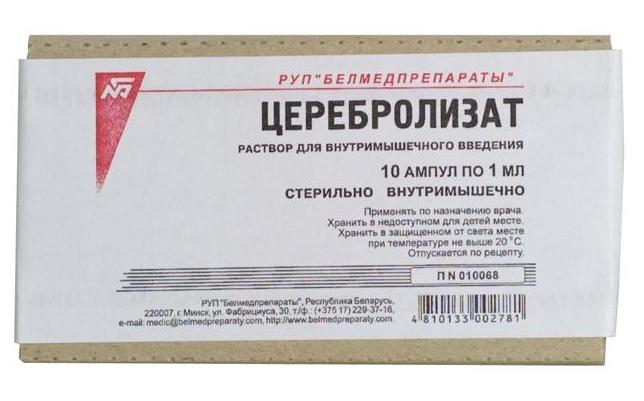 РУП "БЕЛМЕДПРЕПАРАТЫ"
ЦЕРЕБРОЛИЗАТ
РАСТВОР ДЛЯ ВНУТРИМЫШЕЧНОГО ВВЕДЕНИЯ
10 АМПУЛ ПО 1 МЛ
СТЕРИЛЬНО ВНУТРИМЫШЕЧНО
Применять по назначению врача.
Хранить в недоступном для детей месте.
Хранить в защищенном от света месте
при температуре не выше 20°С.
Отпускается по рецепту.
П N 010068
РУП "Белмедпрепараты", Республика Беларусь,
220007, г. Минск, ул. Фабрициуса, 30, т./ф.: (+375 17) 229-37-16,
e-mail: medic@belmedpreparaty.com, http://www.belmedpreparaty.com
4 810133 002781